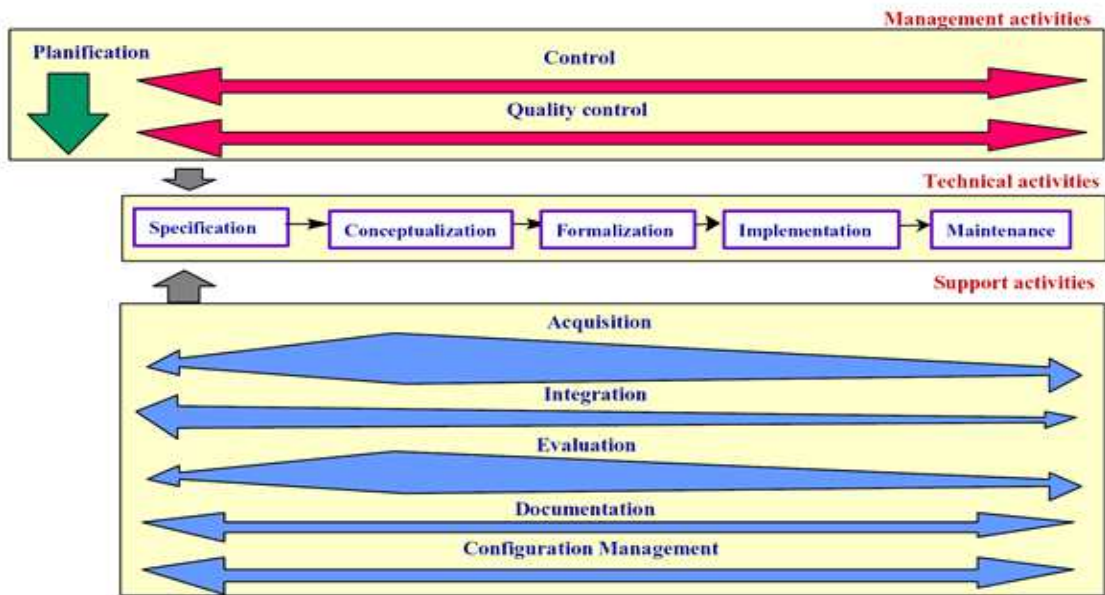 Management activities
Planification
Control
Quality control
Technical activities
Specification
Conceptualization
Formalization
Implementation
Maintenance
Support activities
Acquisition
Integration
Evaluation
Documentation
Configuration Management